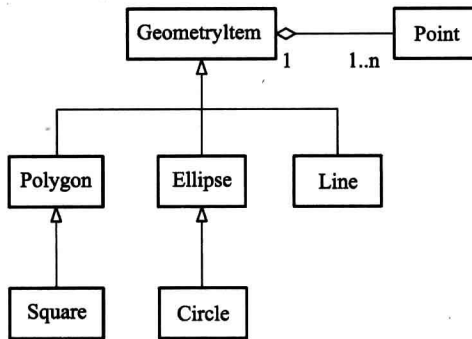 GeometryItem
Point
1
1..n
Polygon
Ellipse
Line
Square
Circle